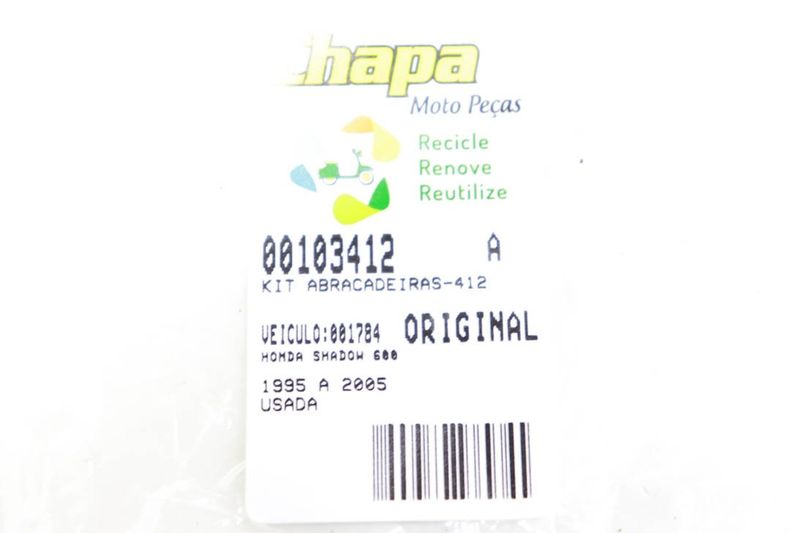 chapa
Moto Peças
Recicle
Renove
Reutilize
00103412 A
KIT ABRACADEIRAS-412
VEICULO:001784 ORIGINAL
HONDA SHADOW 600
1995 A 2005
USADA